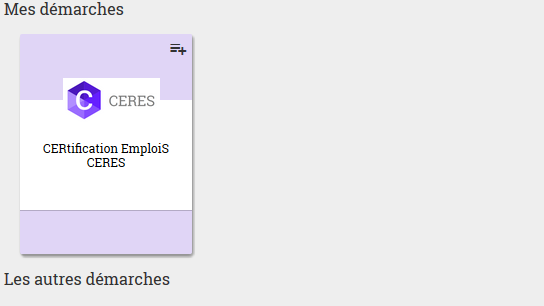 Mes démarches
C CERES
CERtification EmploiS
CERES
Les autres démarches